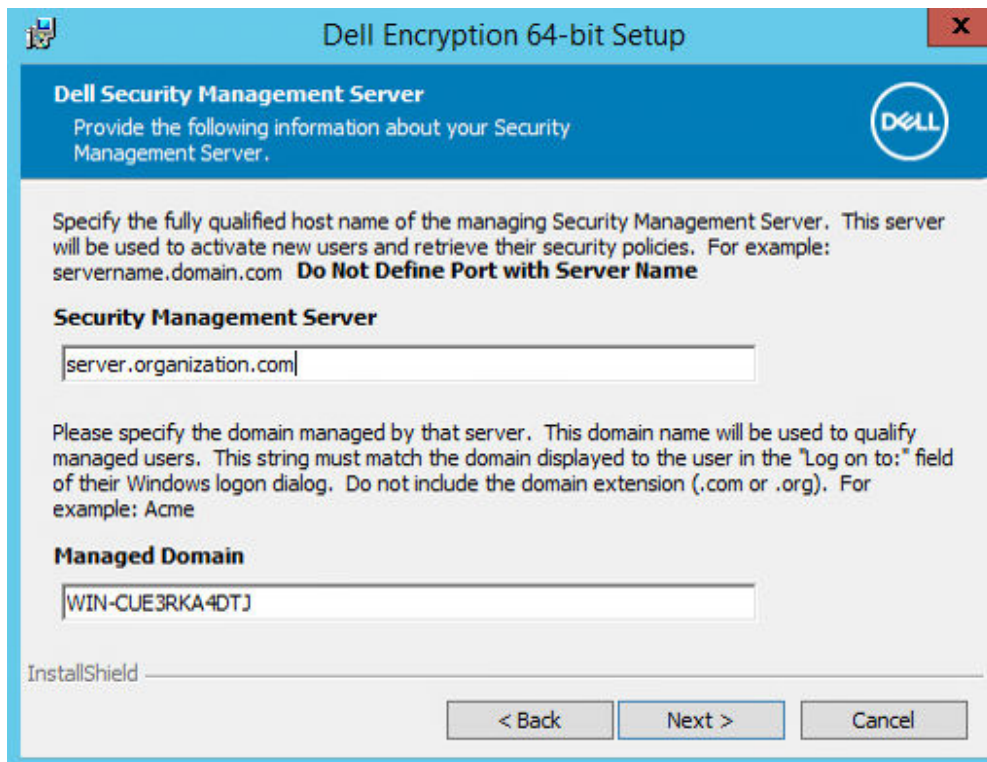 Dell Encryption 64-bit Setup
x
Dell Security Management Server
Provide the following information about your Security
Management Server.
DELL
Specify the fully qualified host name of the managing Security Management Server.  This server
will be used to activate new users and retrieve their security policies.  For example:
servername.domain.com  Do Not Define Port with Server Name
Security Management Server
server.organization.com
Please specify the domain managed by that server.  This domain name will be used to qualify
managed users.  This string must match the domain displayed to the user in the "Log on to:" field
of their Windows logon dialog.  Do not include the domain extension (.com or .org).  For
example: Acme
Managed Domain
WIN-CUE3RKA4DTJ
InstallShield
< Back
Next >
Cancel